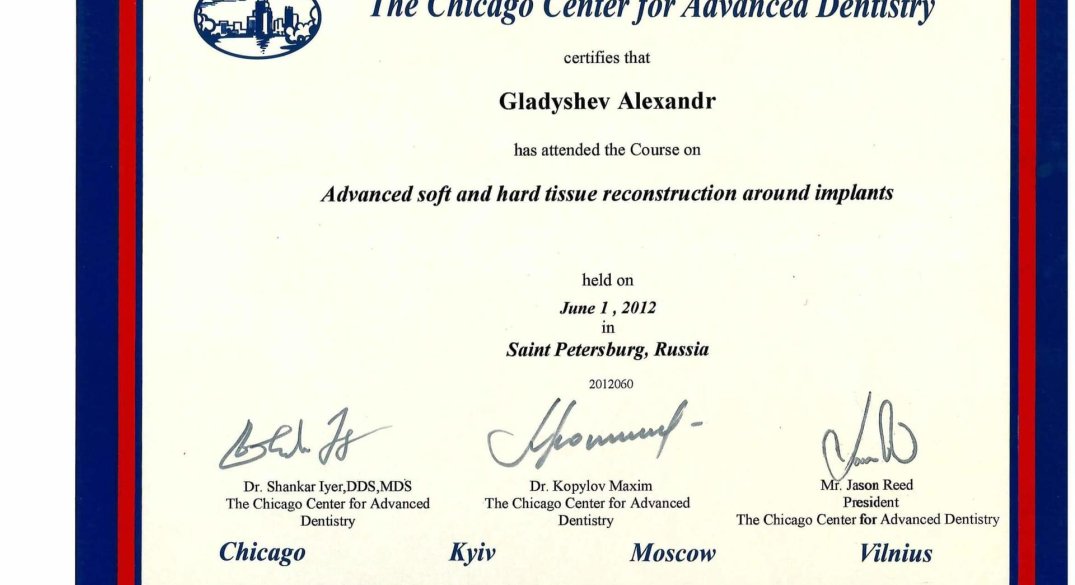 The Chicago Center for Advanced Dentistry
certifies that
Gladyshev Alexandr
has attended the Course on
Advanced soft and hard tissue reconstruction around implants
held on
June 1 , 2012
in
Saint Petersburg, Russia
2012060
Dr. Shankar Iyer,DDS,MDS
The Chicago Center for Advanced
Dentistry
Dr. Kopylov Maxim
The Chicago Center for Advanced
Dentistry
Mr. Jason Reed
President
The Chicago Center for Advanced Dentistry
Chicago Kyiv Moscow Vilnius